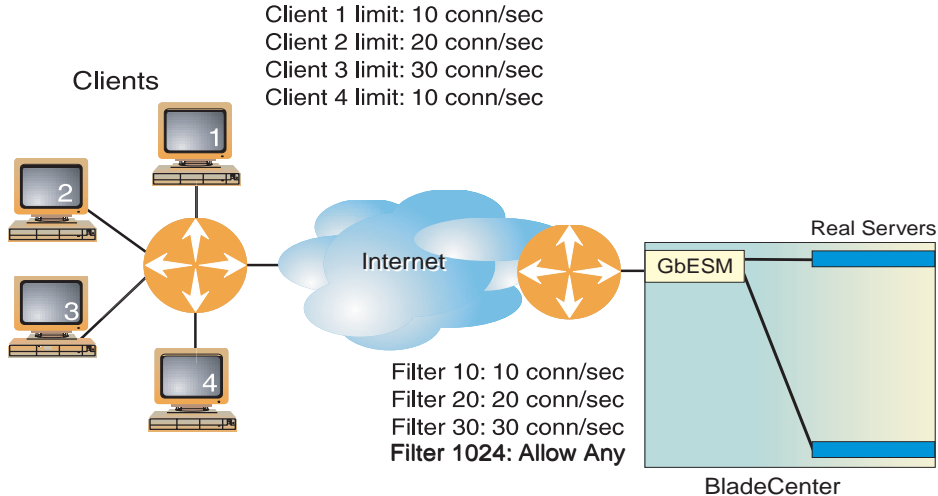 Client 1 limit: 10 conn/sec
Client 2 limit: 20 conn/sec
Client 3 limit: 30 conn/sec
Client 4 limit: 10 conn/sec
Clients
1
2
3
4
Internet
Real Servers
GbESM
Filter 10: 10 conn/sec
Filter 20: 20 conn/sec
Filter 30: 30 conn/sec
Filter 1024: Allow Any
BladeCenter